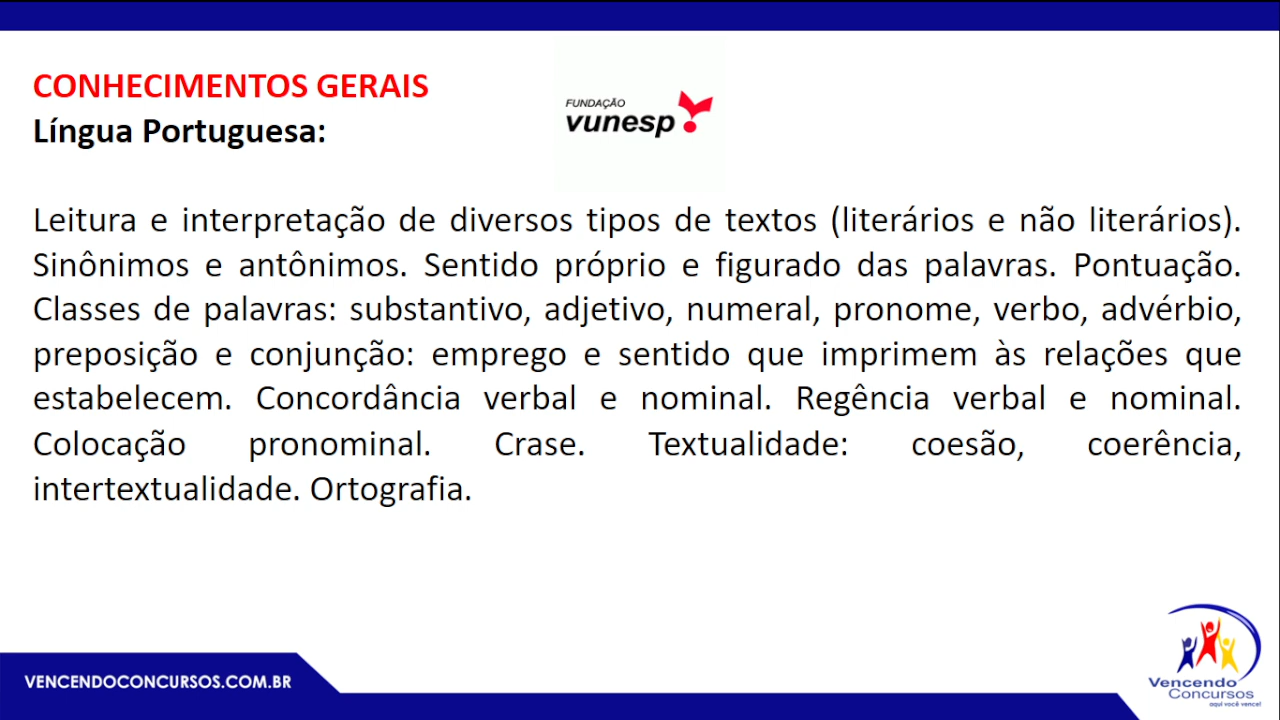 CONHECIMENTOS GERAIS
Língua Portuguesa:
FUNDAÇÃO
vunesp
Leitura e interpretação de diversos tipos de textos (literários e não literários).
Sinônimos e antônimos. Sentido próprio e figurado das palavras. Pontuação.
Classes de palavras: substantivo, adjetivo, numeral, pronome, verbo, advérbio,
preposição e conjunção: emprego e sentido que imprimem às relações que
estabelecem. Concordância verbal e nominal. Regência verbal e nominal.
Colocação pronominal. Crase. Textualidade: coesão, coerência,
intertextualidade. Ortografia.
VENCENDOCONCURSOS.COM.BR
Vencendo
Concursos
aqui você vence!